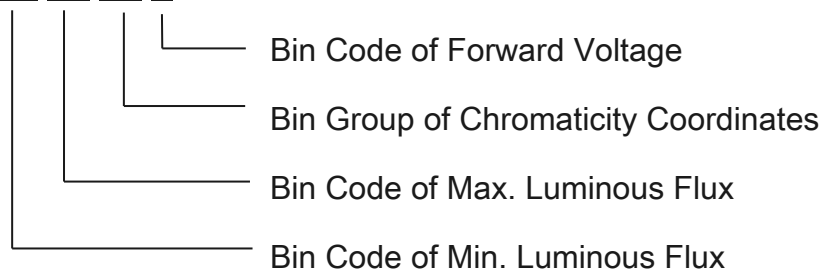 Bin Code of Forward Voltage
Bin Group of Chromaticity Coordinates
Bin Code of Max. Luminous Flux
Bin Code of Min. Luminous Flux